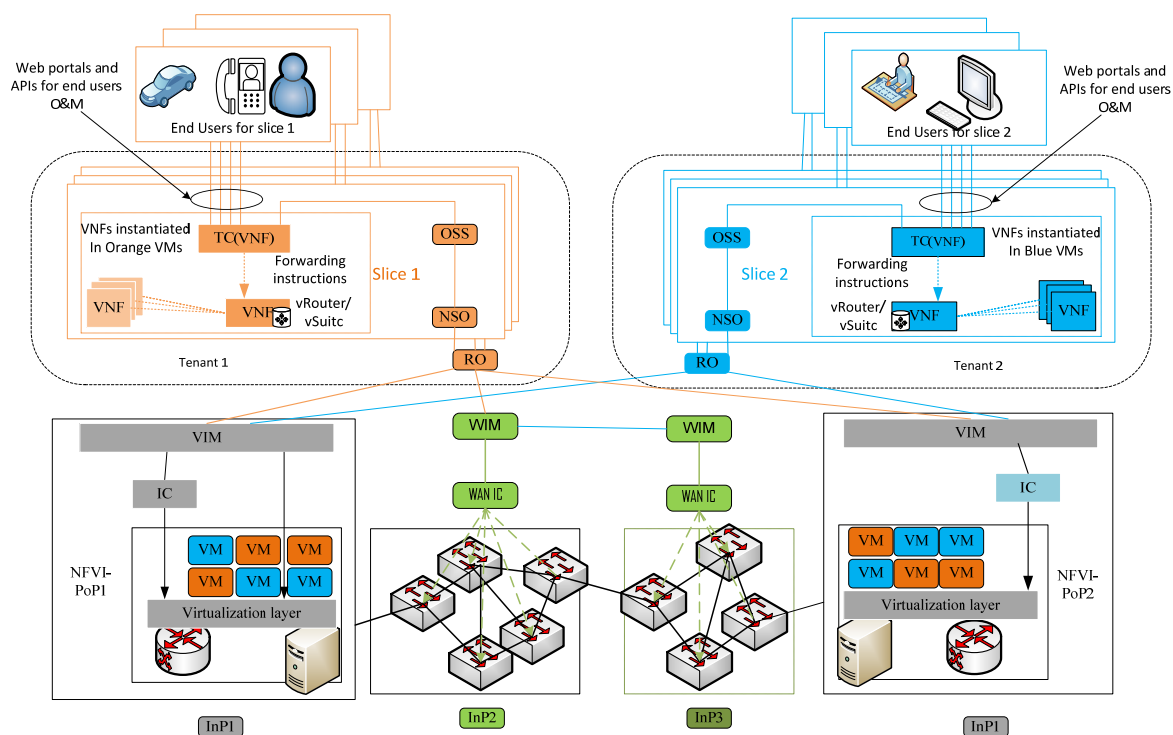 Web portals and
APIs for end users
O&M
End Users for slice 1
Web portals and
APIs for end users
O&M
End Users for slice 2
VNFs instantiated
In Orange VMs
TC(VNF)
OSS
Forwarding
instructions
Slice 1
VNF
VNF
vRouter/
vSuitc
NSO
Tenant 1
RO
OSS
TC(VNF)
VNFs instantiated
In Blue VMs
Slice 2
Forwarding
instructions
NSO
vRouter/
vSuitc
VNF
VNF
RO
Tenant 2
VIM
IC
VM
VM
VM
VM
VM
VM
NFVI-
PoP1
Virtualization layer
InP1
WIM
WAN IC
InP2
WIM
WAN IC
InP3
VIM
IC
VM
VM
VM
VM
VM
VM
NFVI-
PoP2
Virtualization layer
InP1